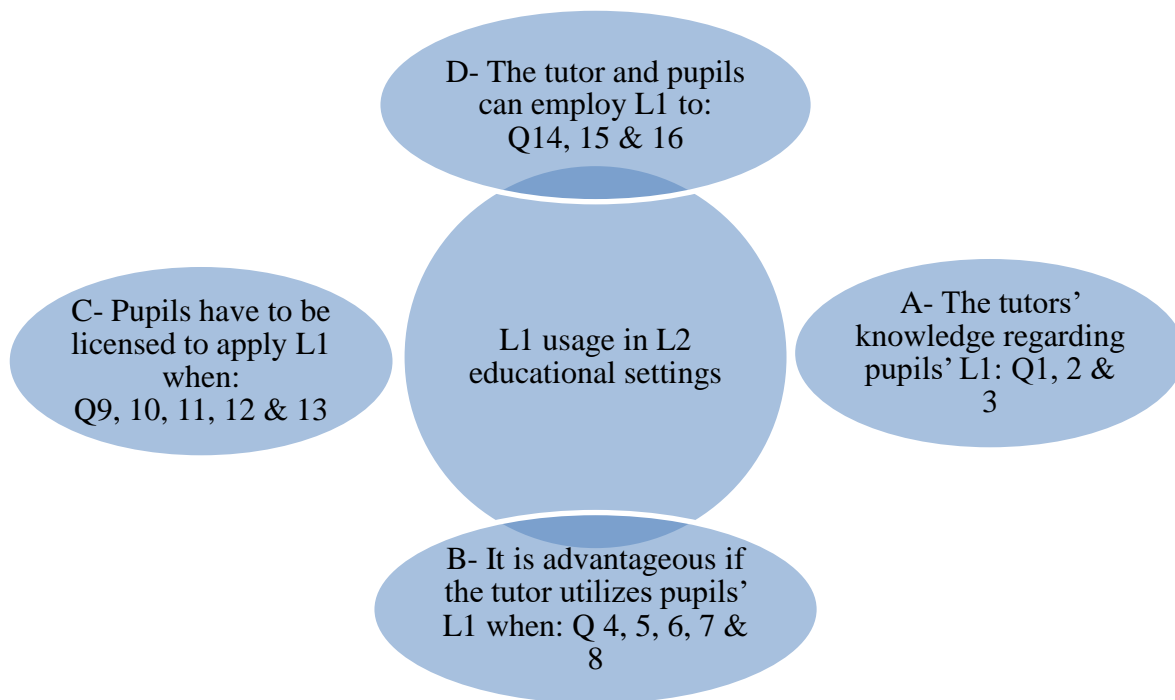 D- The tutor and pupils
can employ L1 to:
Q14, 15 & 16
C- Pupils have to be
licensed to apply L1
when:
Q9, 10, 11, 12 & 13
L1 usage in L2
educational settings
A- The tutors’
knowledge regarding
pupils’ L1: Q1, 2 &
3
B- It is advantageous if
the tutor utilizes pupils’
L1 when: Q 4, 5, 6, 7 &
8